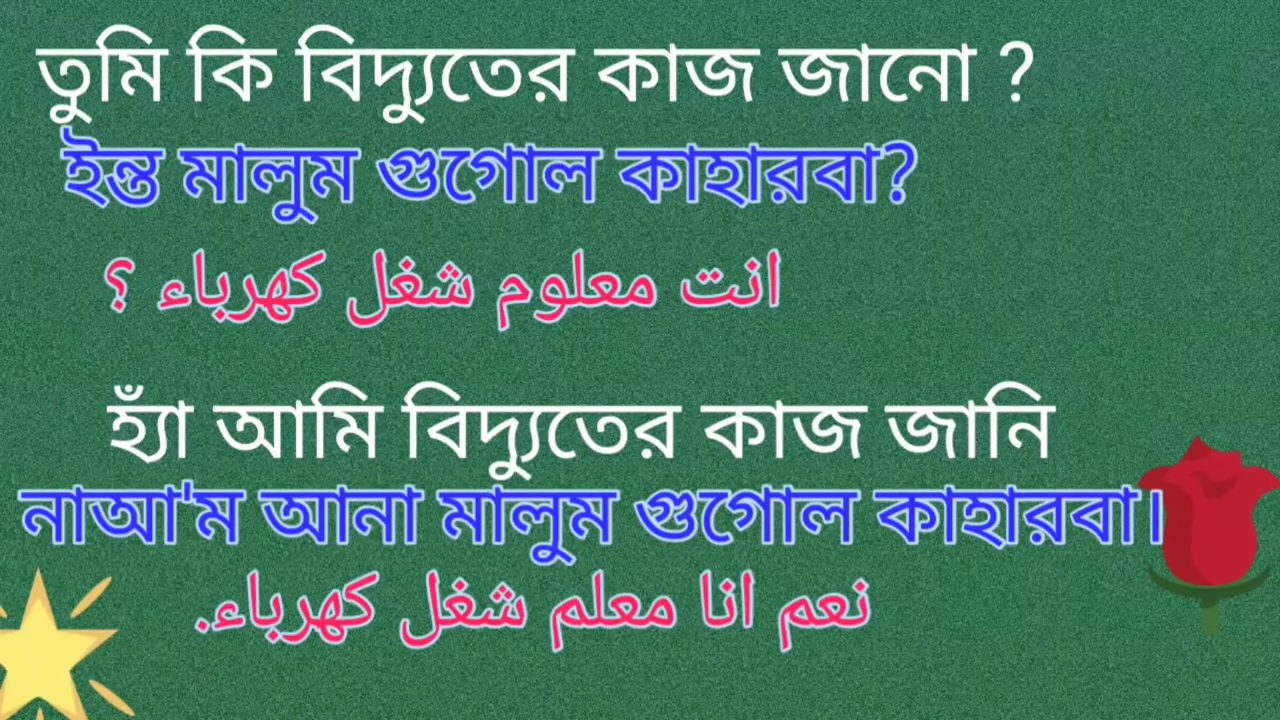 তুমি কি বিদ্যুতের কাজ জানো ?
ইন্ত মালুম গুগোল কাহারবা?
انت معلوم شغل كهرباء ؟
হ্যাঁ আমি বিদ্যুতের কাজ জানি
নাআ'ম আনা মালুম গুগোল কাহারবা।
نعم انا معلم شغل كهرباء.